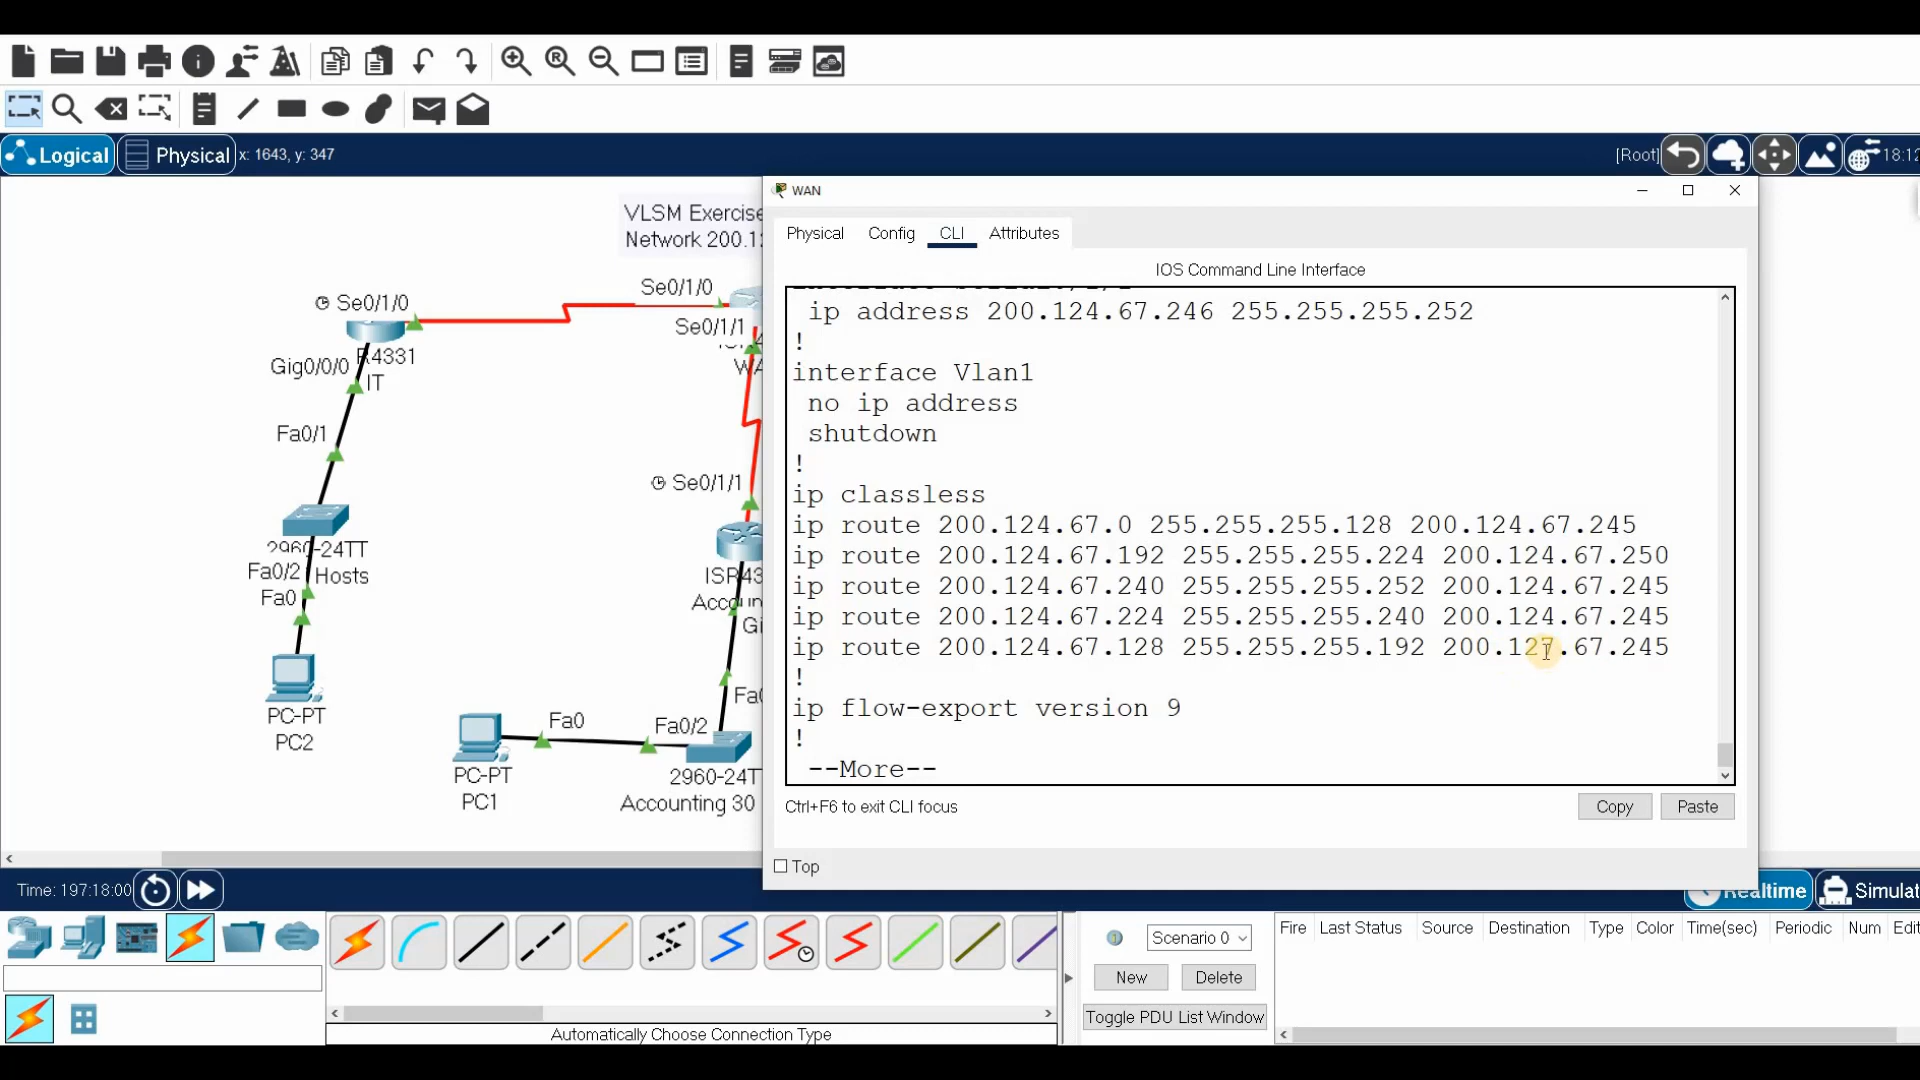 Logical
Physical
x: 1643, y: 347
[Root]
18:12
VLSM Exercise
Network 200.12
Se0/1/0
Se0/1/0
Se0/1/1
R4331
Gig0/0/0
IT
Fa0/1
Se0/1/1
2960-24TT
Fa0/2
Hosts
Fa0
ISR43
PC-PT
PC2
Fa0
Fa0/2
PC-PT
PC1
2960-24TT
Accounting 30
WAN
Physical
Config
CLI
Attributes
IOS Command Line Interface
ip address 200.124.67.246 255.255.255.252
!
interface Vlan1
no ip address
shutdown
!
ip classless
ip route 200.124.67.0 255.255.255.128 200.124.67.245
ip route 200.124.67.192 255.255.255.224 200.124.67.250
ip route 200.124.67.240 255.255.255.252 200.124.67.245
ip route 200.124.67.224 255.255.255.240 200.124.67.245
ip route 200.124.67.128 255.255.255.192 200.127.67.245
!
ip flow-export version 9
!
--More--
Ctrl+F6 to exit CLI focus
Copy
Paste
Top
Time: 197:18:00
Realtime
Simulat
Scenario 0
New
Delete
Toggle PDU List Window
Fire
Last Status
Source
Destination
Type
Color
Time(sec)
Periodic
Num
Edit
Automatically Choose Connection Type